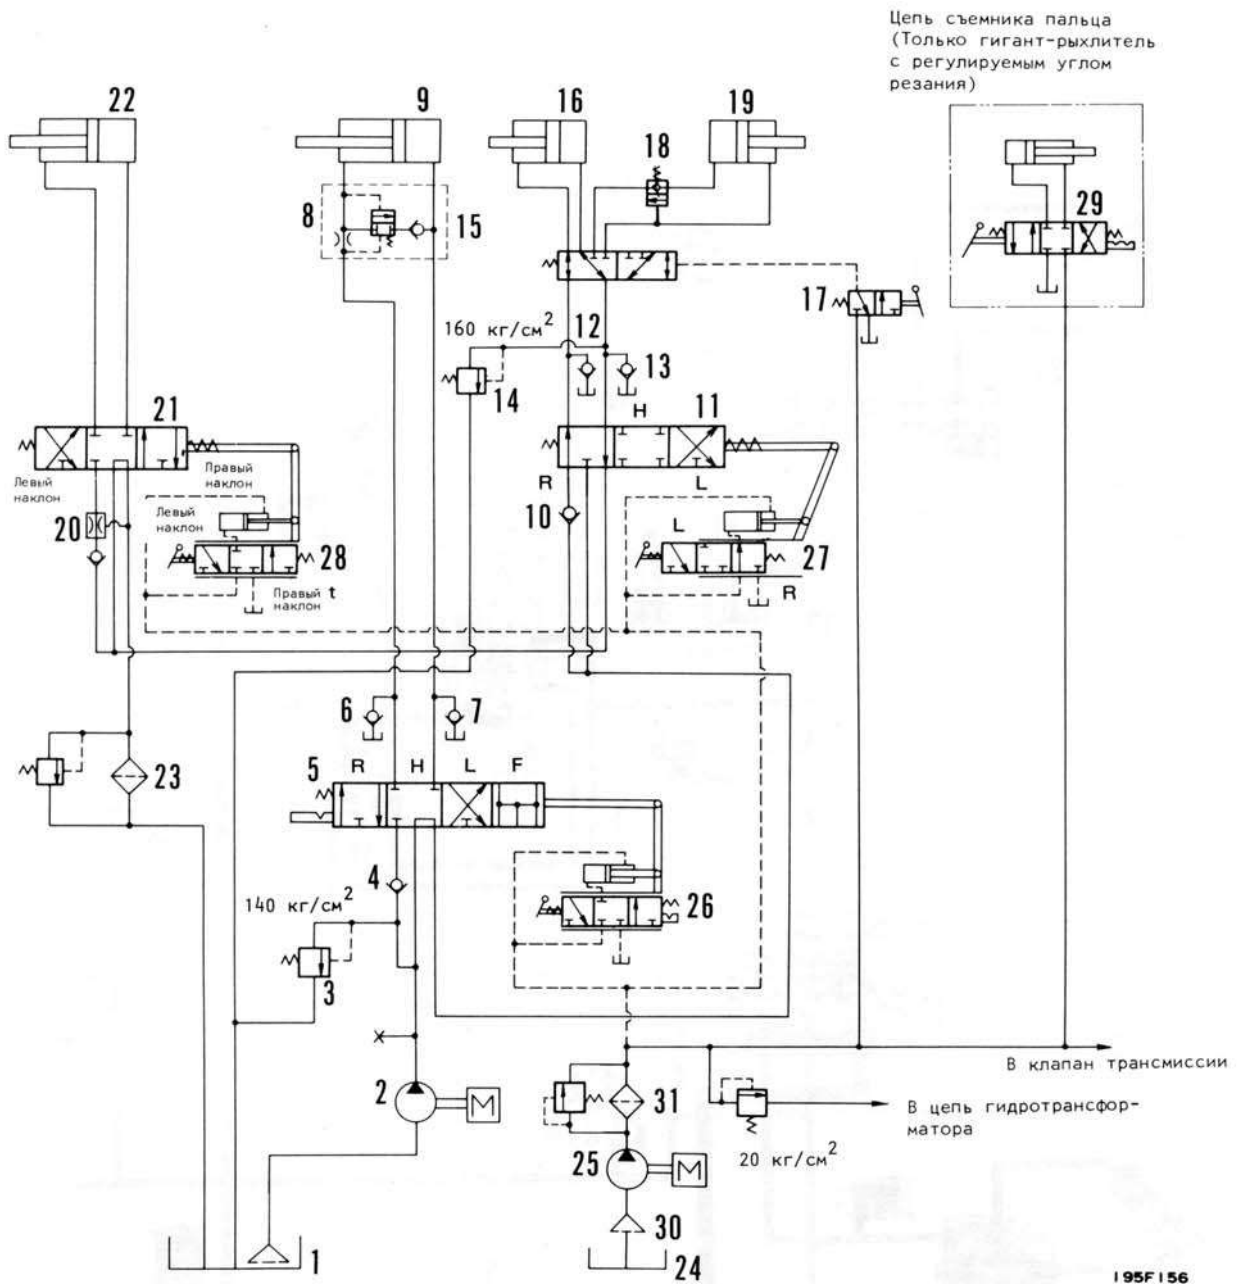 Цепь съемника пальца
(Только гигант-рыхлитель
с регулируемым углом
резания)
22
9
16
19
18
8
15
29
17
160 кг/см2
12
13
14
21
H
11
Левый
наклон
Правый
наклон
R
L
20
Левый
наклон
10
L
28
27
Правый t
наклон
R
6
7
5
R
H
L
F
23
4
140 кг/см2
26
3
В клапан трансмиссии
2
M
31
В цепь гидротрансфор-
матора
20 кг/см2
25
M
30
1
24
195F156